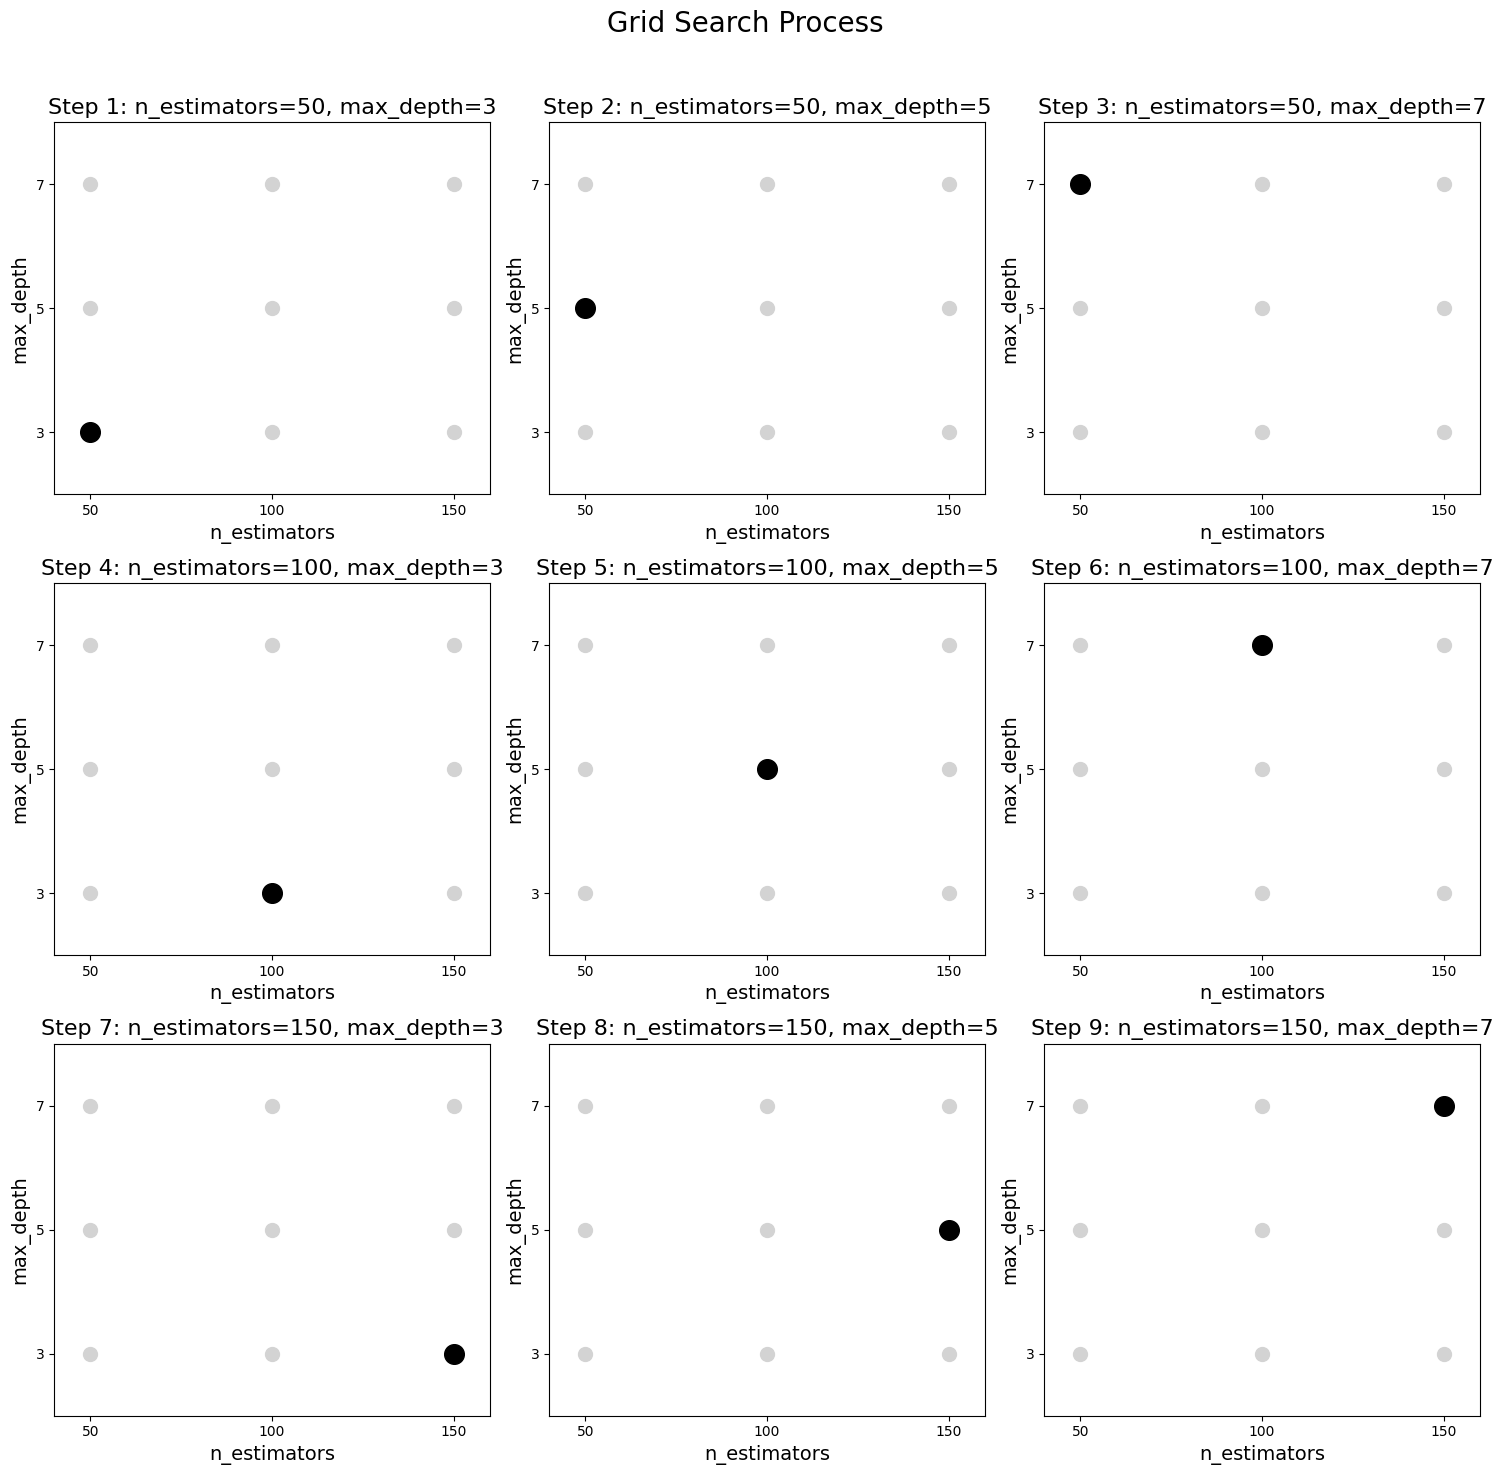 Grid Search Process
Step 1: n_estimators=50, max_depth=3
Step 2: n_estimators=50, max_depth=5
Step 3: n_estimators=50, max_depth=7
max_depth
7
5
3
50 100 150
n_estimators
max_depth
7
5
3
50 100 150
n_estimators
max_depth
7
5
3
50 100 150
n_estimators
Step 4: n_estimators=100, max_depth=3
Step 5: n_estimators=100, max_depth=5
Step 6: n_estimators=100, max_depth=7
max_depth
7
5
3
50 100 150
n_estimators
max_depth
7
5
3
50 100 150
n_estimators
max_depth
7
5
3
50 100 150
n_estimators
Step 7: n_estimators=150, max_depth=3
Step 8: n_estimators=150, max_depth=5
Step 9: n_estimators=150, max_depth=7
max_depth
7
5
3
50 100 150
n_estimators
max_depth
7
5
3
50 100 150
n_estimators
max_depth
7
5
3
50 100 150
n_estimators